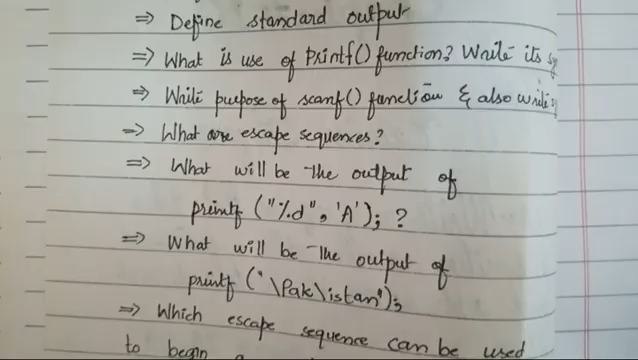 ⇒ Define standard output
⇒ What is use of Printf() function? Write its
⇒ Write purpose of scanf() function & also write
⇒ What are escape sequences?
⇒ What will be the output of
printf ("%d", 'A'); ?
⇒ What will be the output of
printf ("\Pak\istan");
⇒ Which escape sequence can be used
to begin a